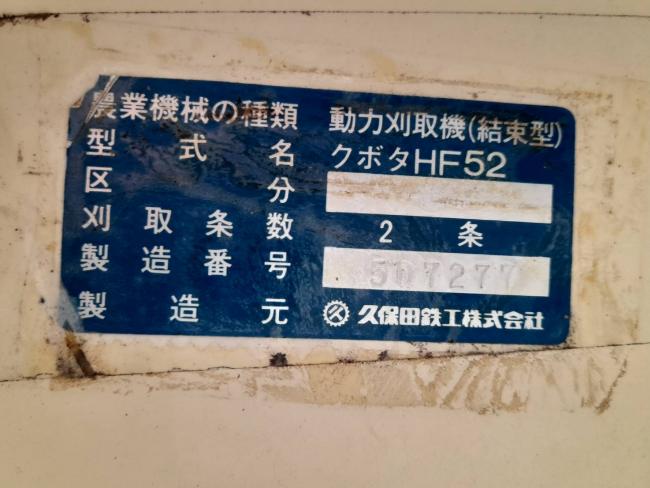 農業機械の種類 動力刈取機(結束型)
型式名 クボタHF52
区分
刈取条数 2条
製造番号 507277
製造元 久保田鉄工株式会社